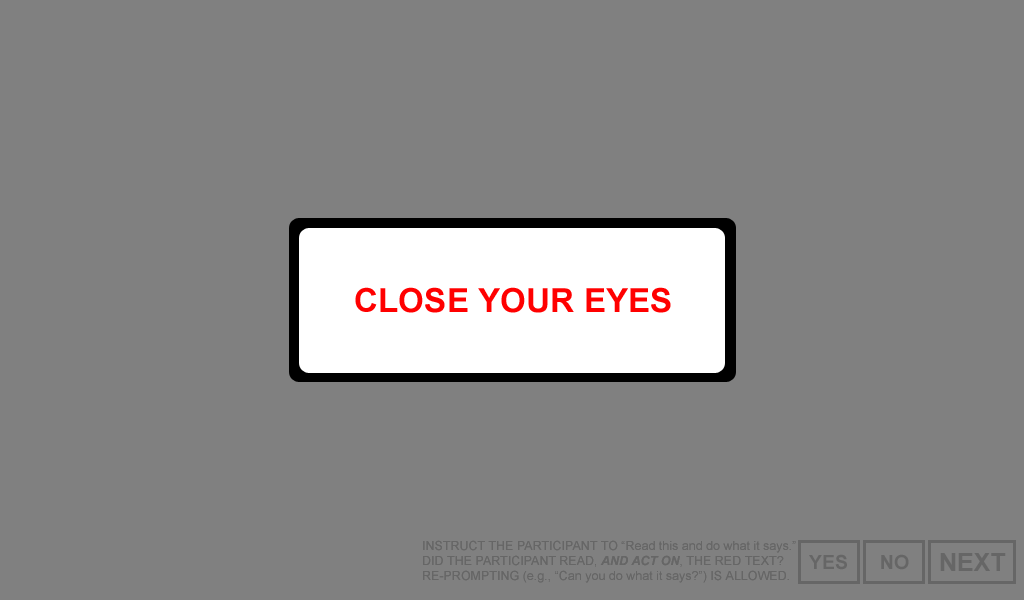 CLOSE YOUR EYES
INSTRUCT THE PARTICIPANT TO “Read this and do what it says.”
DID THE PARTICIPANT READ, AND ACT ON, THE RED TEXT?
RE-PROMPTING (e.g., “Can you do what it says?”) IS ALLOWED.
YES
NO
NEXT